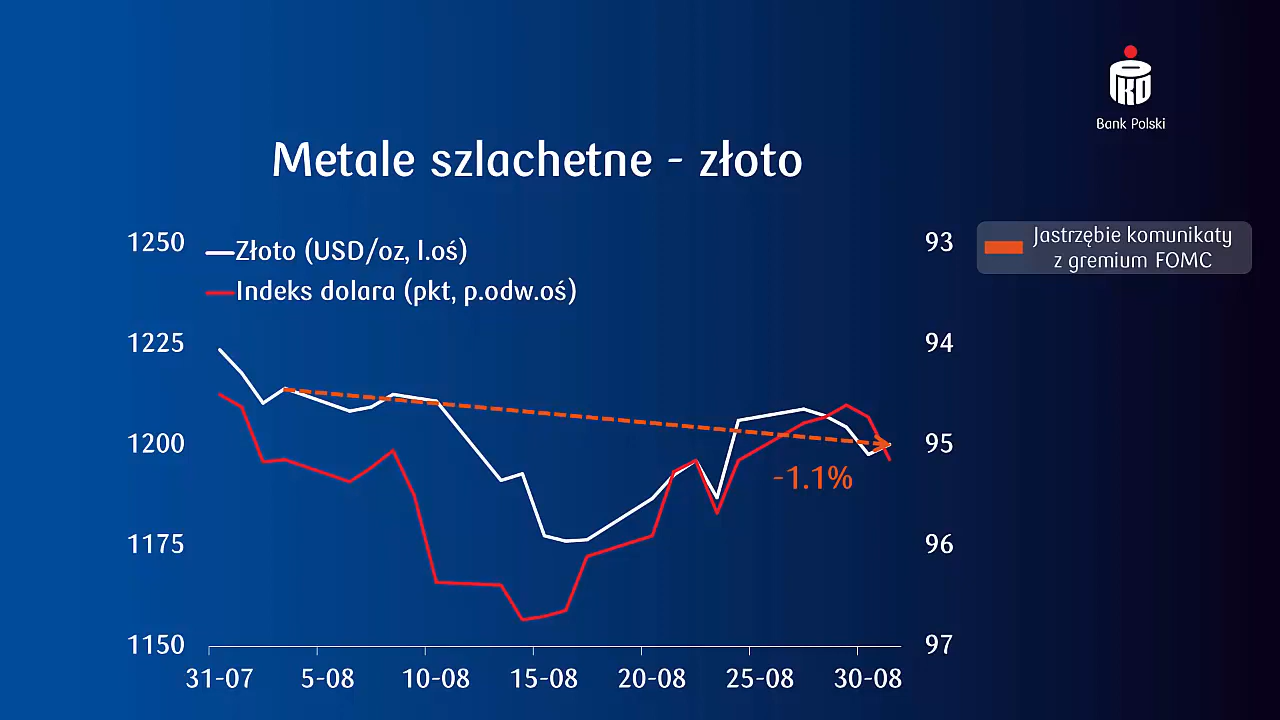 PKO
Bank Polski
Metale szlachetne - złoto
1250
1225
1200
1175
1150
Złoto (USD/oz, l.oś)
Indeks dolara (pkt, p.odw.oś)
-1.1%
93
94
95
96
97
Jastrzębie komunikaty
z gremium FOMC
31-07 5-08 10-08 15-08 20-08 25-08 30-08